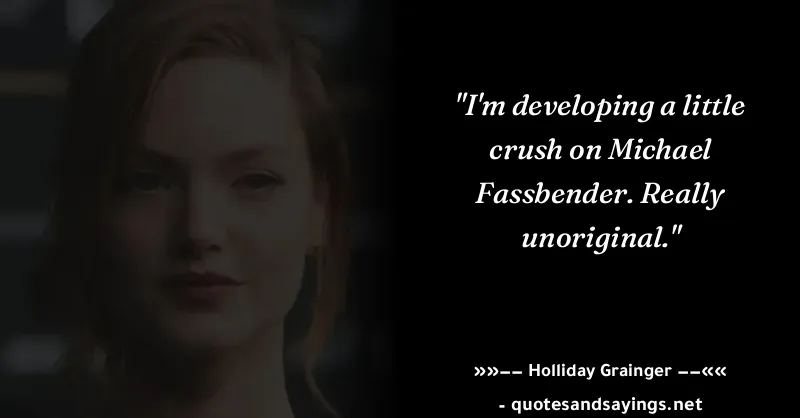 "I'm developing a little
crush on Michael
Fassbender. Really
unoriginal."
»»–– Holliday Grainger ––««
- quotesandsayings.net